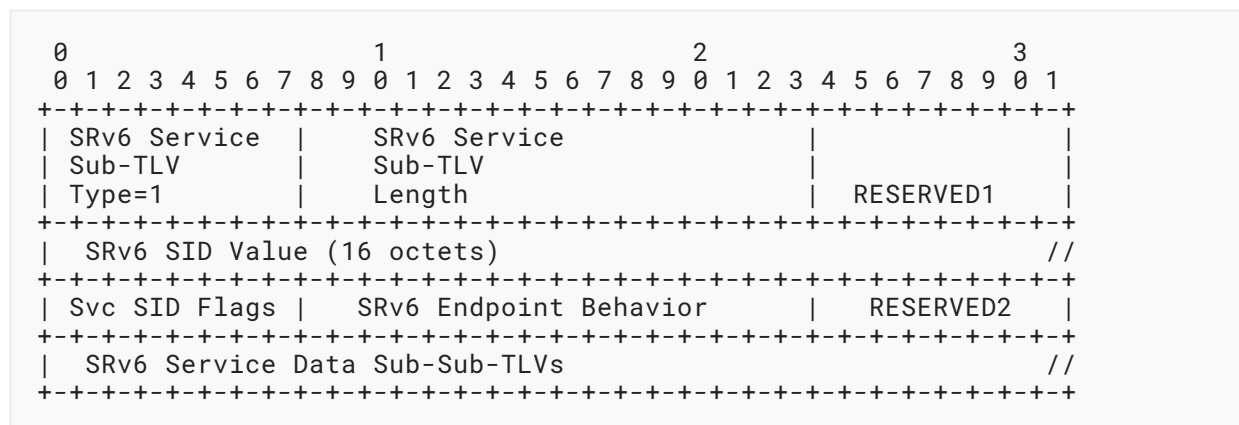 0                   1                   2                   3
 0 1 2 3 4 5 6 7 8 9 0 1 2 3 4 5 6 7 8 9 0 1 2 3 4 5 6 7 8 9 0 1
+-+-+-+-+-+-+-+-+-+-+-+-+-+-+-+-+-+-+-+-+-+-+-+-+-+-+-+-+-+-+-+-+
| SRv6 Service  |    SRv6 Service               |               |
| Sub-TLV       |    Sub-TLV                    |               |
| Type=1        |    Length                     |  RESERVED1    |
+-+-+-+-+-+-+-+-+-+-+-+-+-+-+-+-+-+-+-+-+-+-+-+-+-+-+-+-+-+-+-+-+
|  SRv6 SID Value (16 octets)                                  //
+-+-+-+-+-+-+-+-+-+-+-+-+-+-+-+-+-+-+-+-+-+-+-+-+-+-+-+-+-+-+-+-+
| Svc SID Flags |   SRv6 Endpoint Behavior      |   RESERVED2   |
+-+-+-+-+-+-+-+-+-+-+-+-+-+-+-+-+-+-+-+-+-+-+-+-+-+-+-+-+-+-+-+-+
|  SRv6 Service Data Sub-Sub-TLVs                              //
+-+-+-+-+-+-+-+-+-+-+-+-+-+-+-+-+-+-+-+-+-+-+-+-+-+-+-+-+-+-+-+-+